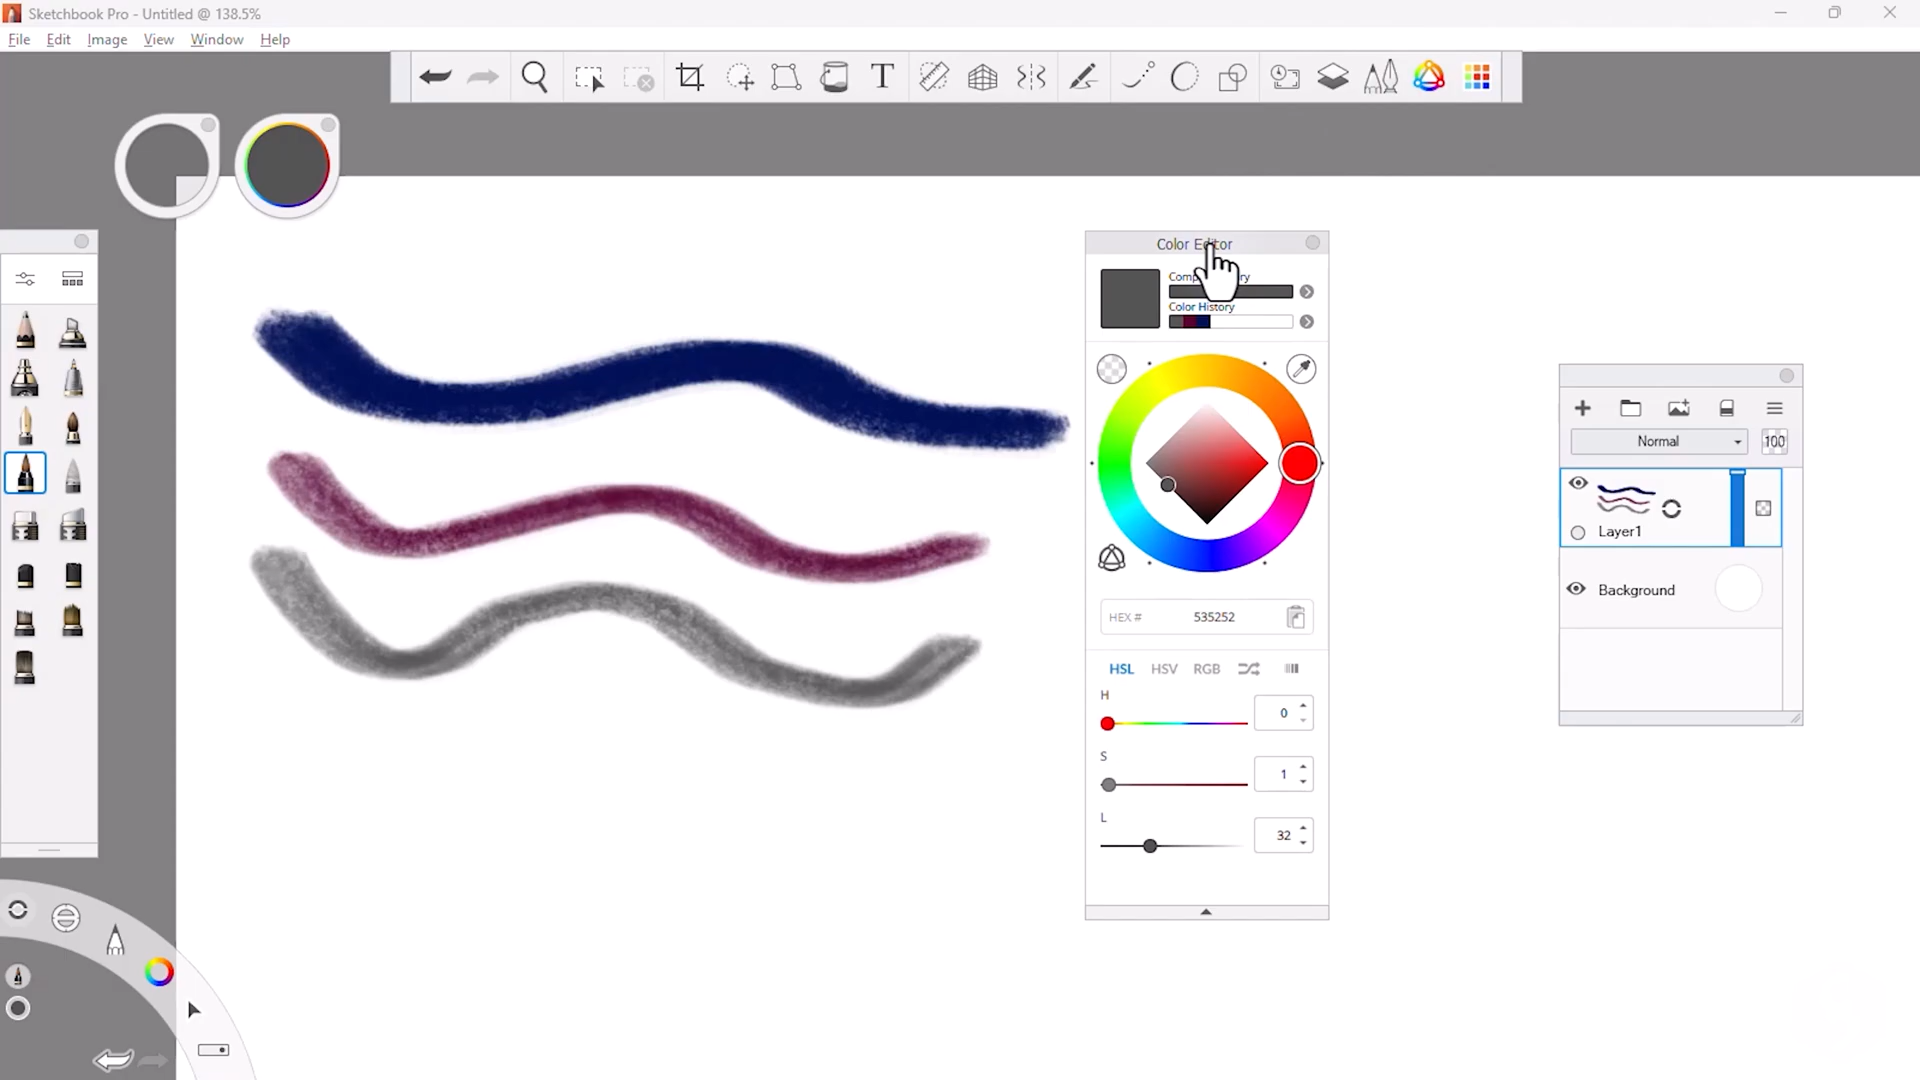 Sketchbook Pro - Untitled @ 138.5%
File Edit Image View Window Help
T
Color Editor
Color History
HEX # 535252
HSL HSV RGB
H
0
S
1
L
32
Normal 100
Layer1
Background